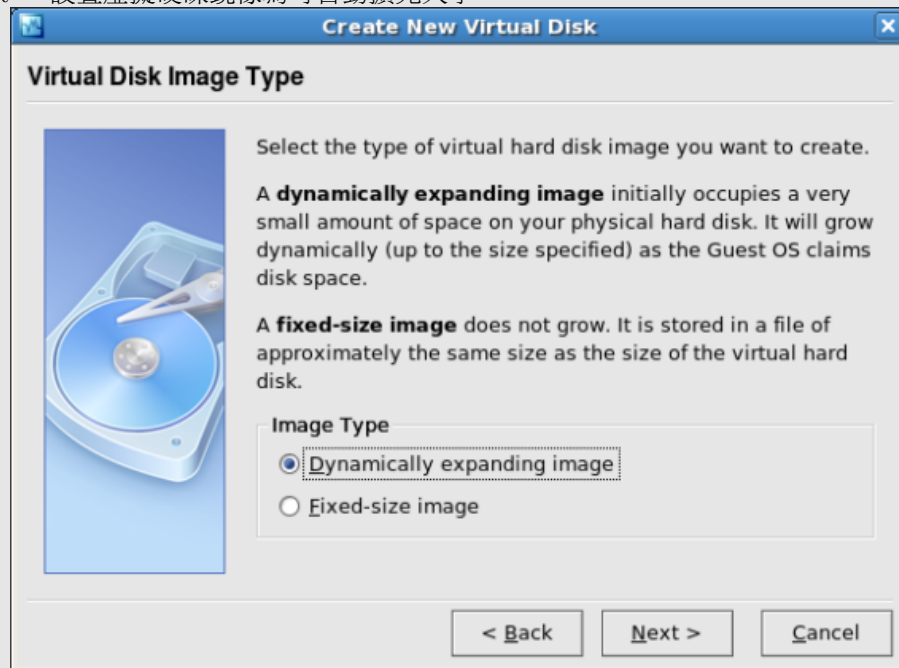 Create New Virtual Disk
Virtual Disk Image Type
Select the type of virtual hard disk image you want to create.
A dynamically expanding image initially occupies a very
small amount of space on your physical hard disk. It will grow
dynamically (up to the size specified) as the Guest OS claims
disk space.
A fixed-size image does not grow. It is stored in a file of
approximately the same size as the size of the virtual hard
disk.
Image Type
Dynamically expanding image
Fixed-size image
< Back
Next >
Cancel